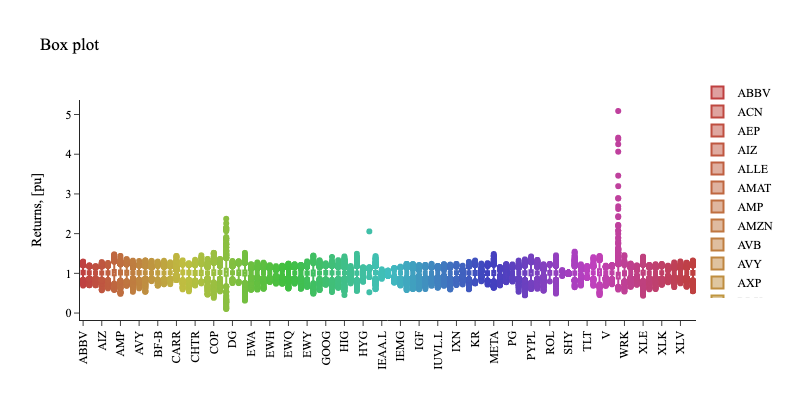 Box plot
Returns, [pu]
5
4
3
2
1
0
ABBV
AIZ
AMP
AVY
BF-B
CARR
CHTR
COP
DG
EWA
EWH
EWQ
EWY
GOOG
HIG
HYG
IEAA.L
IEMG
IGF
IUVL.L
IXN
KR
META
PG
PYPL
ROL
SHY
TLT
V
WRK
XLE
XLK
XLV
ABBV
ACN
AEP
AIZ
ALLE
AMAT
AMP
AMZN
AVB
AVY
AXP